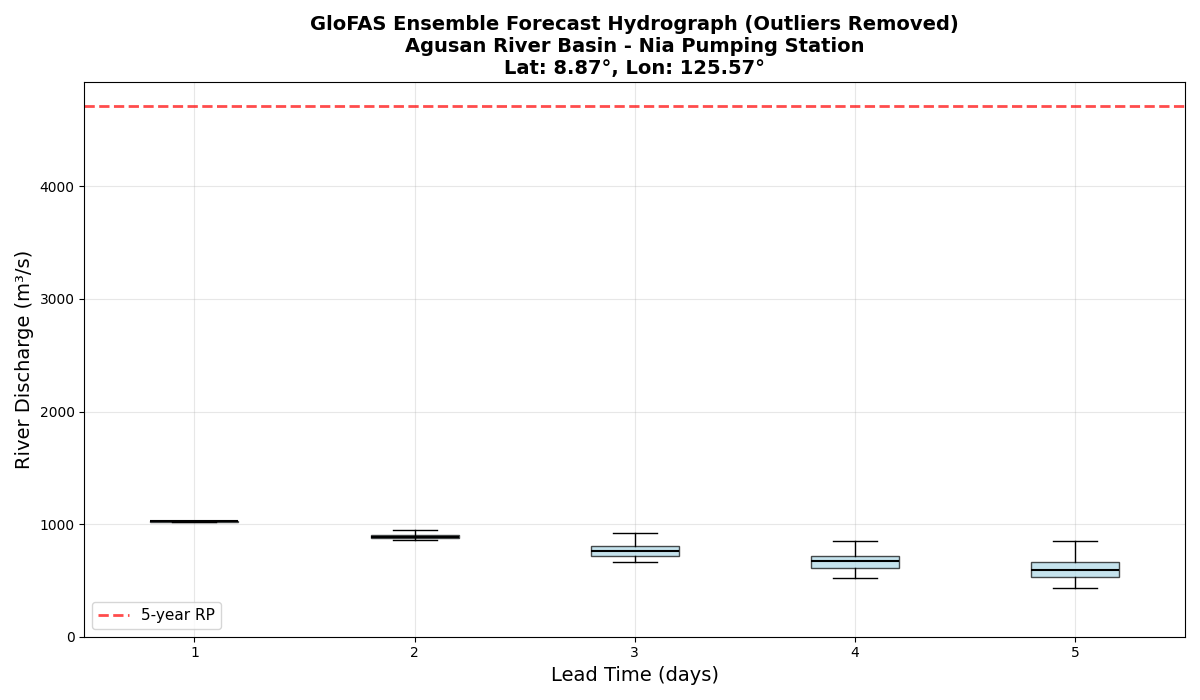 GloFAS Ensemble Forecast Hydrograph (Outliers Removed)
Agusan River Basin - Nia Pumping Station
Lat: 8.87°, Lon: 125.57°
River Discharge (m³/s)
4000
3000
2000
1000
0
5-year RP
1 2 3 4 5
Lead Time (days)